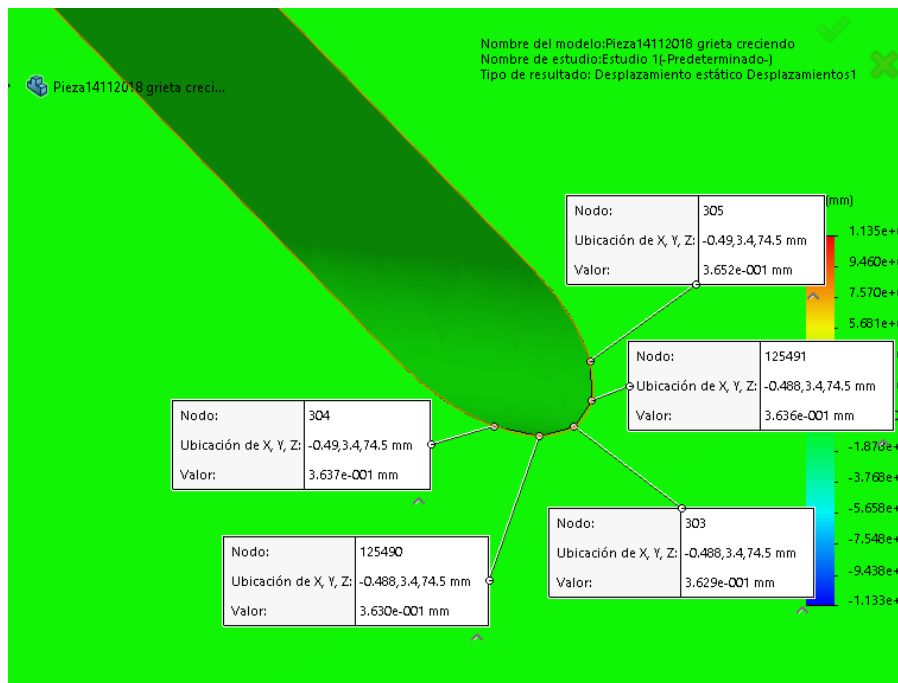 Nombre del modelo:Pieza14112018 grieta creciendo
Nombre de estudio:Estudio 1(-Predeterminado-)
Tipo de resultado: Desplazamiento estático Desplazamientos1
Pieza14112018 grieta creci...
(mm)
1.135e+
9.460e+
7.570e+
5.681e+
-1.878e+
-3.768e+
-5.658e+
-7.548e+
-9.438e+
-1.133e+
Nodo: 305
Ubicación de X, Y, Z: -0.49,3.4,74.5 mm
Valor: 3.652e-001 mm
Nodo: 125491
Ubicación de X, Y, Z: -0.488,3.4,74.5 mm
Valor: 3.636e-001 mm
Nodo: 304
Ubicación de X, Y, Z: -0.49,3.4,74.5 mm
Valor: 3.637e-001 mm
Nodo: 303
Ubicación de X, Y, Z: -0.488,3.4,74.5 mm
Valor: 3.629e-001 mm
Nodo: 125490
Ubicación de X, Y, Z: -0.488,3.4,74.5 mm
Valor: 3.630e-001 mm